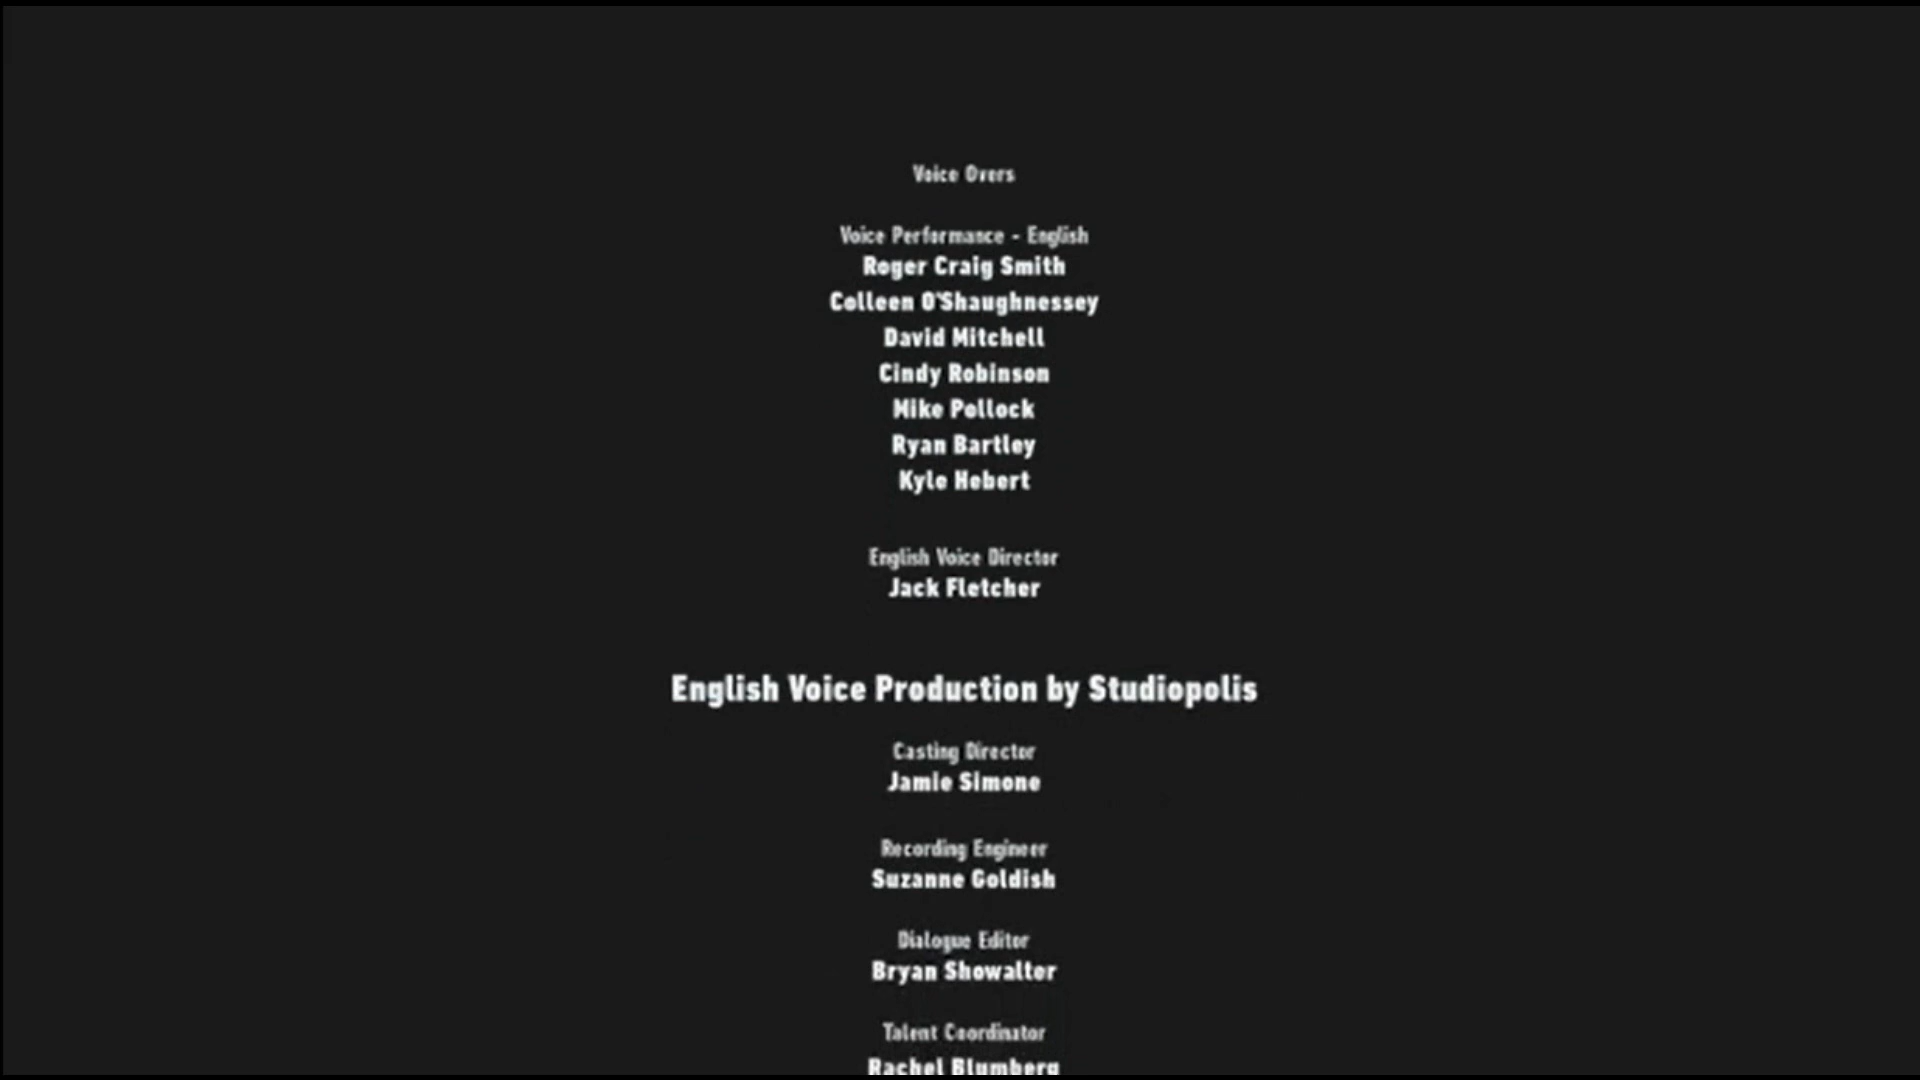 Voice Overs
Voice Performance - English
Roger Craig Smith
Colleen O'Shaughnessey
David Mitchell
Cindy Robinson
Mike Pollock
Ryan Bartley
Kyle Hebert
English Voice Director
Jack Fletcher
English Voice Production by Studiopolis
Casting Director
Jamie Simone
Recording Engineer
Suzanne Goldish
Dialogue Editor
Bryan Showalter
Talent Coordinator
Rachel Blumberg